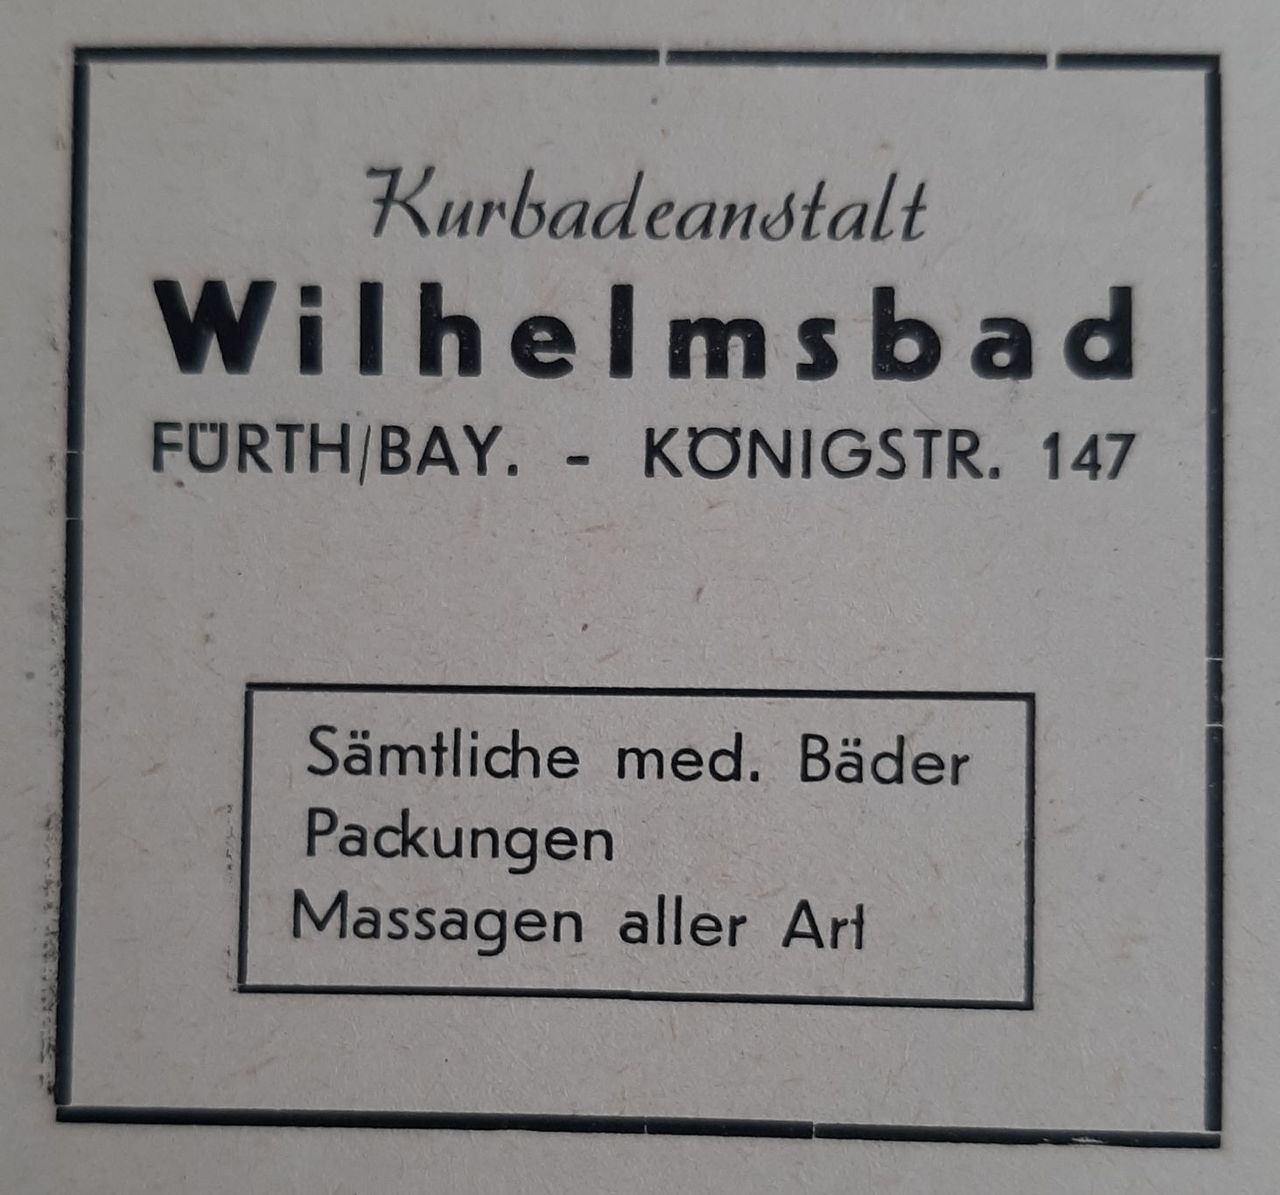 Kurbadeanstalt
Wilhelmsbad
FÜRTH/BAY. - KÖNIGSTR. 147
Sämtliche med. Bäder
Packungen
Massagen aller Art